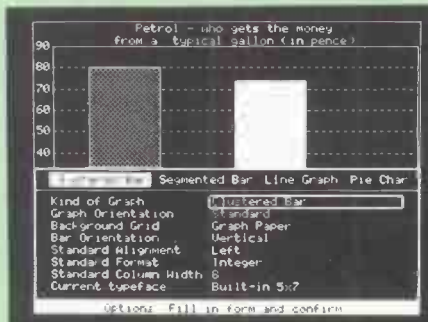 Petrol - who gets the money
from a typical gallon (in pence)
90
80
70
60
50
40
Segmented Bar Line Graph Pie Char
Kind of Graph Clustered Bar
Graph Orientation Standard
Background Grid Graph Paper
Bar Orientation Vertical
Standard Alignment Left
Standard Format Integer
Standard Column Width 6
Current typeface Built-in 5x7
Options Fill in form and confirm